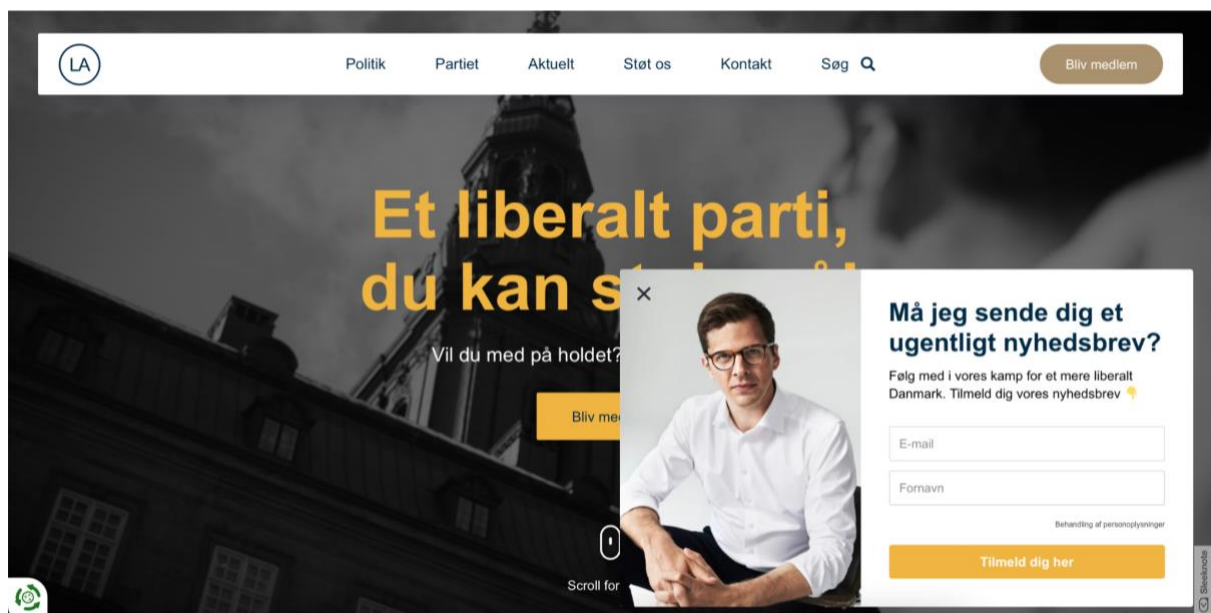 LA
Politik
Partiet
Aktuelt
Støt os
Kontakt
Søg
Bliv medlem
Et liberalt parti,
du kan
Vil du med på holdet?
Bliv
Må jeg sende dig et
ugentligt nyhedsbrev?
Følg med i vores kamp for et mere liberalt
Danmark. Tilmeld dig vores nyhedsbrev 👇
E-mail
Fornavn
Behandling af personoplysninger
Tilmeld dig her
Scroll for
Sleeknote